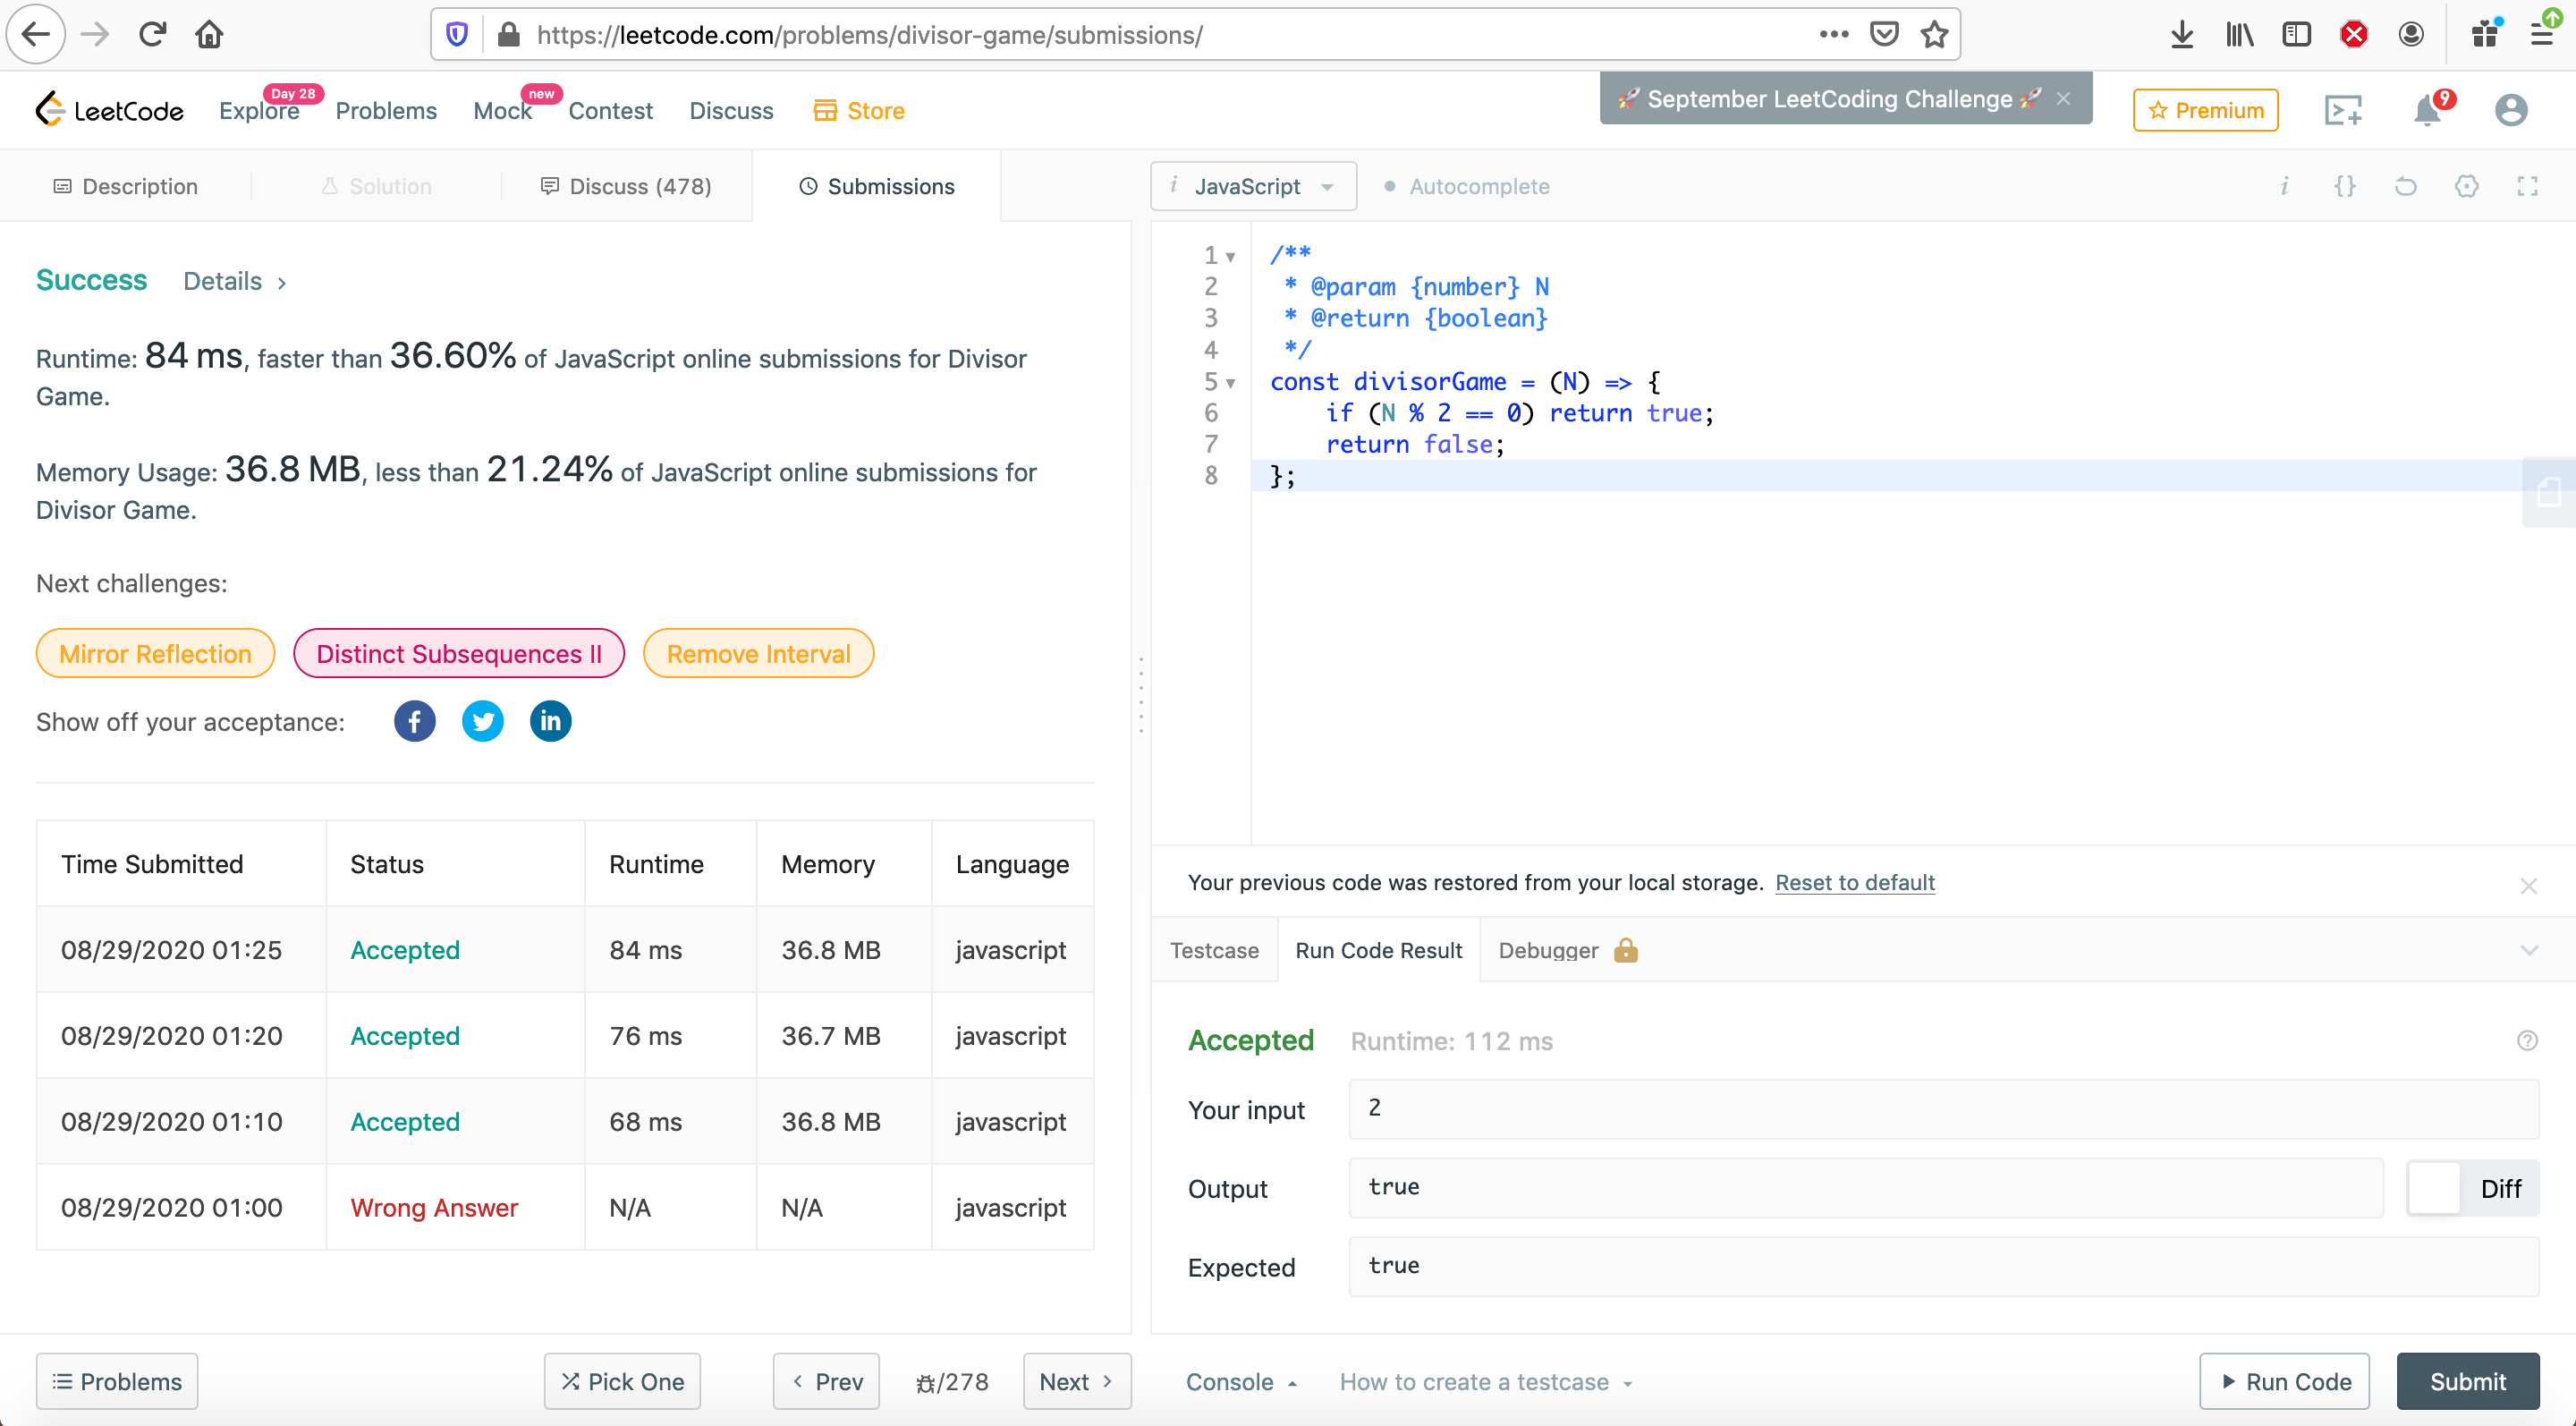 https://leetcode.com/problems/divisor-game/submissions/
LeetCode
Explore
Day 28
Problems
Mock
new
Contest
Discuss
Store
🚀 September LeetCoding Challenge 🚀
Premium
9
Description
Solution
Discuss (478)
Submissions
i JavaScript
Autocomplete
i {}
Success Details >
Runtime: 84 ms, faster than 36.60% of JavaScript online submissions for Divisor
Game.
Memory Usage: 36.8 MB, less than 21.24% of JavaScript online submissions for
Divisor Game.
Next challenges:
Mirror Reflection
Distinct Subsequences II
Remove Interval
Show off your acceptance:
f
in
Time Submitted Status Runtime Memory Language
08/29/2020 01:25 Accepted 84 ms 36.8 MB javascript
08/29/2020 01:20 Accepted 76 ms 36.7 MB javascript
08/29/2020 01:10 Accepted 68 ms 36.8 MB javascript
08/29/2020 01:00 Wrong Answer N/A N/A javascript
1 /**
2 * @param {number} N
3 * @return {boolean}
4 */
5 const divisorGame = (N) => {
6 if (N % 2 == 0) return true;
7 return false;
8 };
Your previous code was restored from your local storage. Reset to default
Testcase
Run Code Result
Debugger
Accepted Runtime: 112 ms
?
Your input 2
Output true
Diff
Expected true
Problems
Pick One
< Prev
/278
Next >
Console
How to create a testcase
Run Code
Submit